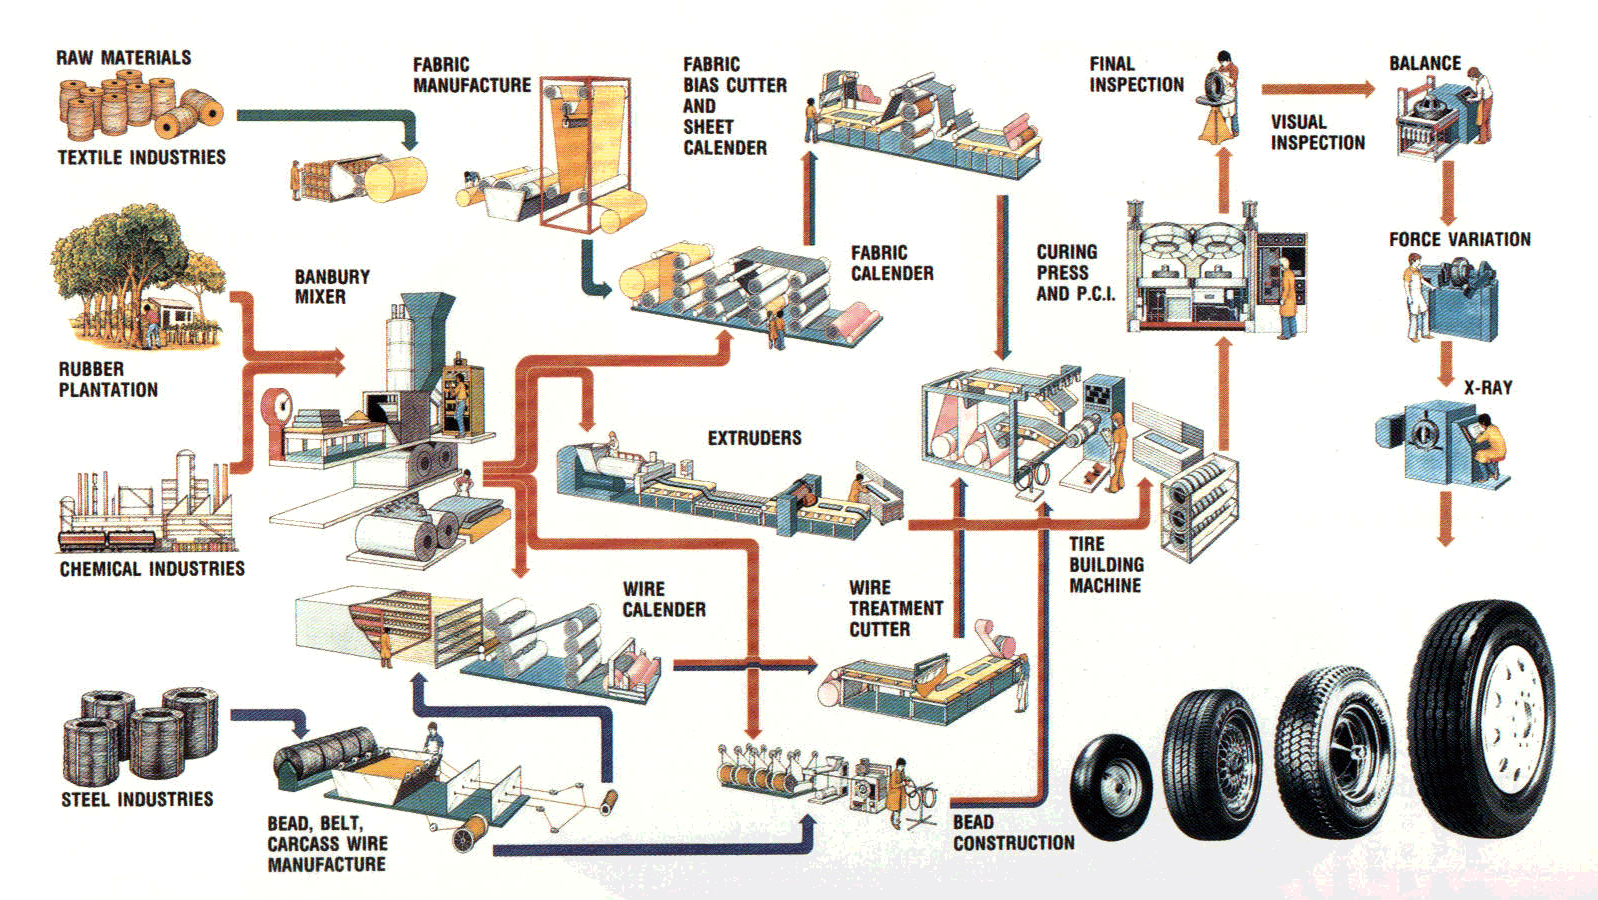 RAW MATERIALS
TEXTILE INDUSTRIES
FABRIC
MANUFACTURE
FABRIC
BIAS CUTTER
AND
SHEET
CALENDER
FINAL
INSPECTION
VISUAL
INSPECTION
BALANCE
RUBBER
PLANTATION
BANBURY
MIXER
FABRIC
CALENDER
CURING
PRESS
AND P.C.I.
FORCE VARIATION
X-RAY
CHEMICAL INDUSTRIES
EXTRUDERS
TIRE
BUILDING
MACHINE
WIRE
CALENDER
WIRE
TREATMENT
CUTTER
STEEL INDUSTRIES
BEAD, BELT,
CARCASS WIRE
MANUFACTURE
BEAD
CONSTRUCTION